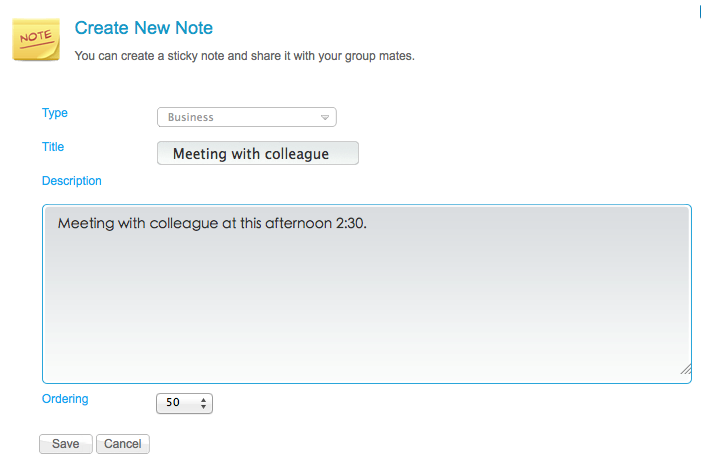 NOTE
Create New Note
You can create a sticky note and share it with your group mates.
Type
Business
Title
Meeting with colleague
Description
Meeting with colleague at this afternoon 2:30.
Ordering
50
Save Cancel